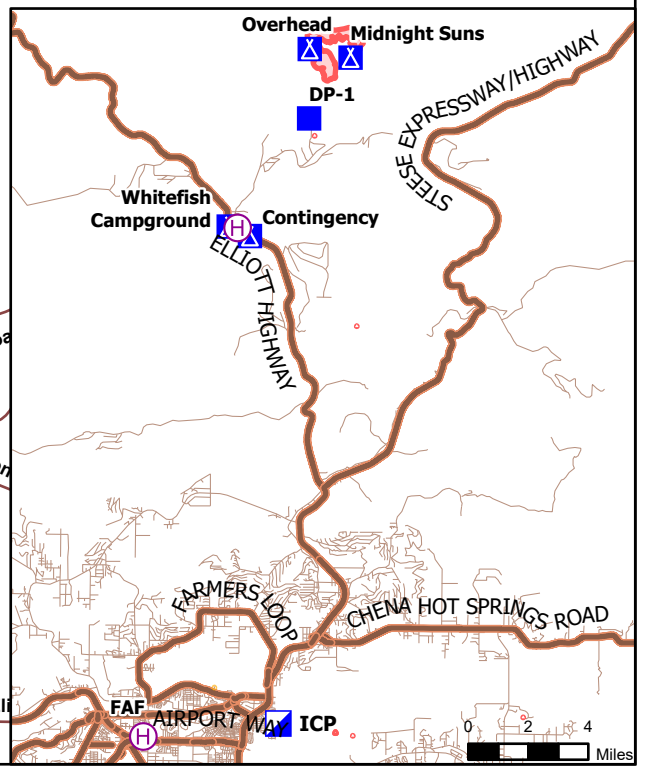 Overhead
Midnight Suns
DP-1
STEESE EXPRESSWAY/HIGHWAY
Whitefish
Campground
H
Contingency
ELLIOTT HIGHWAY
FARMERS LOOP
CHENA HOT SPRINGS ROAD
FAF
AIRPORT WAY
ICP
H
0 2 4
Miles